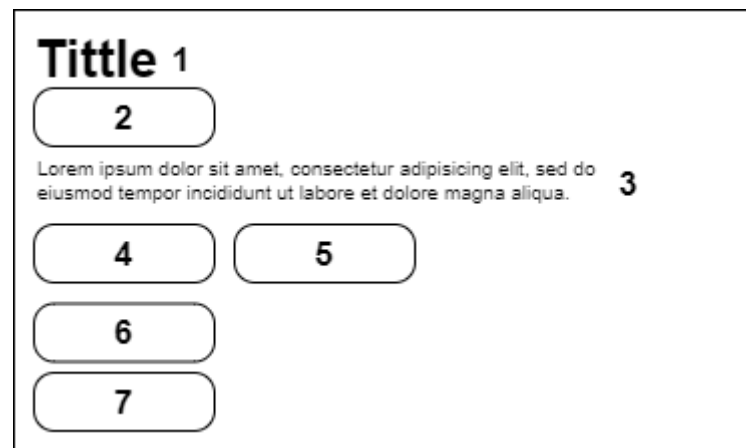 Tittle 1
2
Lorem ipsum dolor sit amet, consectetur adipisicing elit, sed do
eiusmod tempor incididunt ut labore et dolore magna aliqua.
3
4 5
6
7